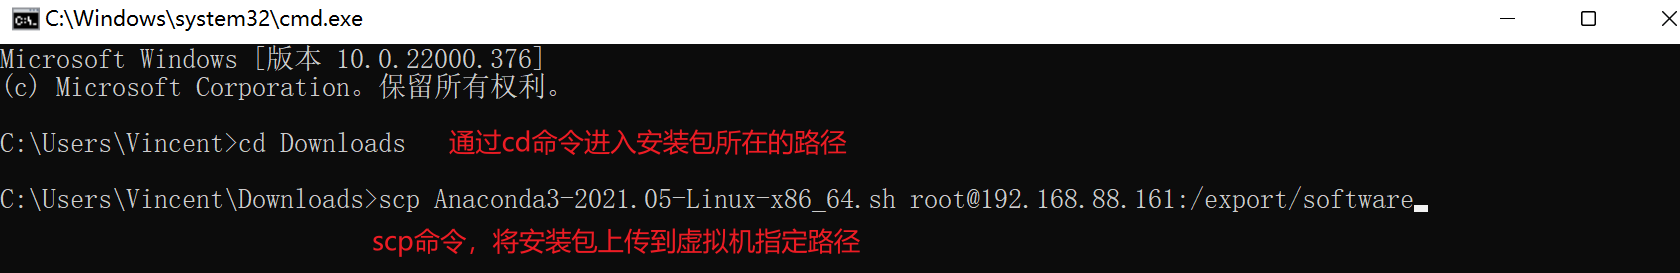 C:\Windows\system32\cmd.exe
Microsoft Windows [版本 10.0.22000.376]
(c) Microsoft Corporation。保留所有权利。
C:\Users\Vincent>cd Downloads 通过cd命令进入安装包所在的路径
C:\Users\Vincent\Downloads>scp Anaconda3-2021.05-Linux-x86_64.sh root@192.168.88.161:/export/software
scp命令，将安装包上传到虚拟机指定路径